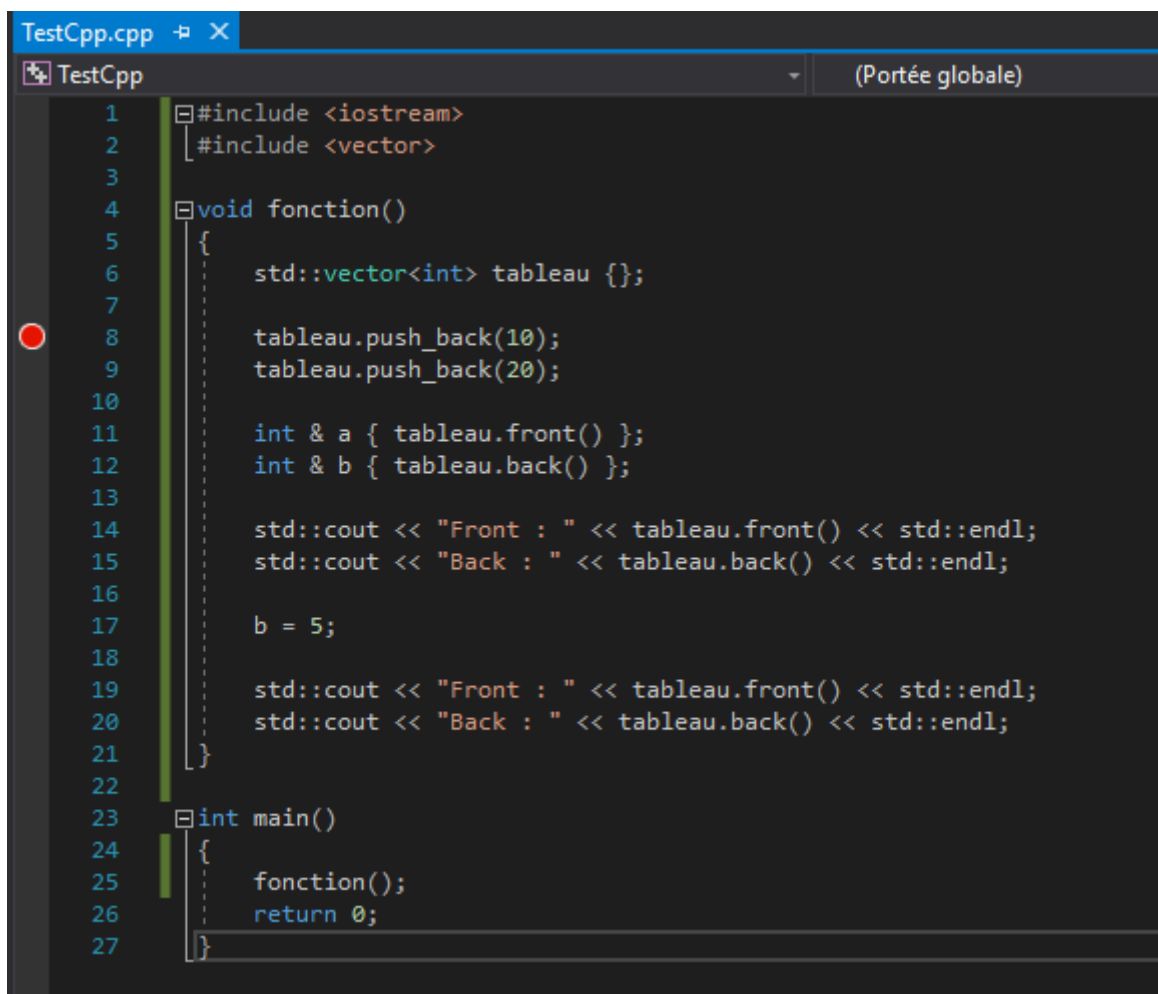 TestCpp.cpp
TestCpp (Portée globale)
1 #include <iostream>
2 #include <vector>
3
4 void fonction()
5 {
6     std::vector<int> tableau {};
7
8     tableau.push_back(10);
9     tableau.push_back(20);
10
11     int & a { tableau.front() };
12     int & b { tableau.back() };
13
14     std::cout << "Front : " << tableau.front() << std::endl;
15     std::cout << "Back : " << tableau.back() << std::endl;
16
17     b = 5;
18
19     std::cout << "Front : " << tableau.front() << std::endl;
20     std::cout << "Back : " << tableau.back() << std::endl;
21 }
22
23 int main()
24 {
25     fonction();
26     return 0;
27 }